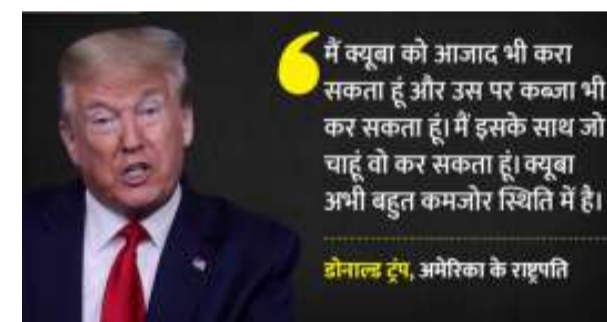 मैं क्यूबा को आजाद भी करा
सकता हूं और उस पर कब्जा भी
कर सकता हूं। मैं इसके साथ जो
चाहूं वो कर सकता हूं। क्यूबा
अभी बहुत कमजोर स्थिति में है।
डोनाल्ड ट्रंप, अमेरिका के राष्ट्रपति